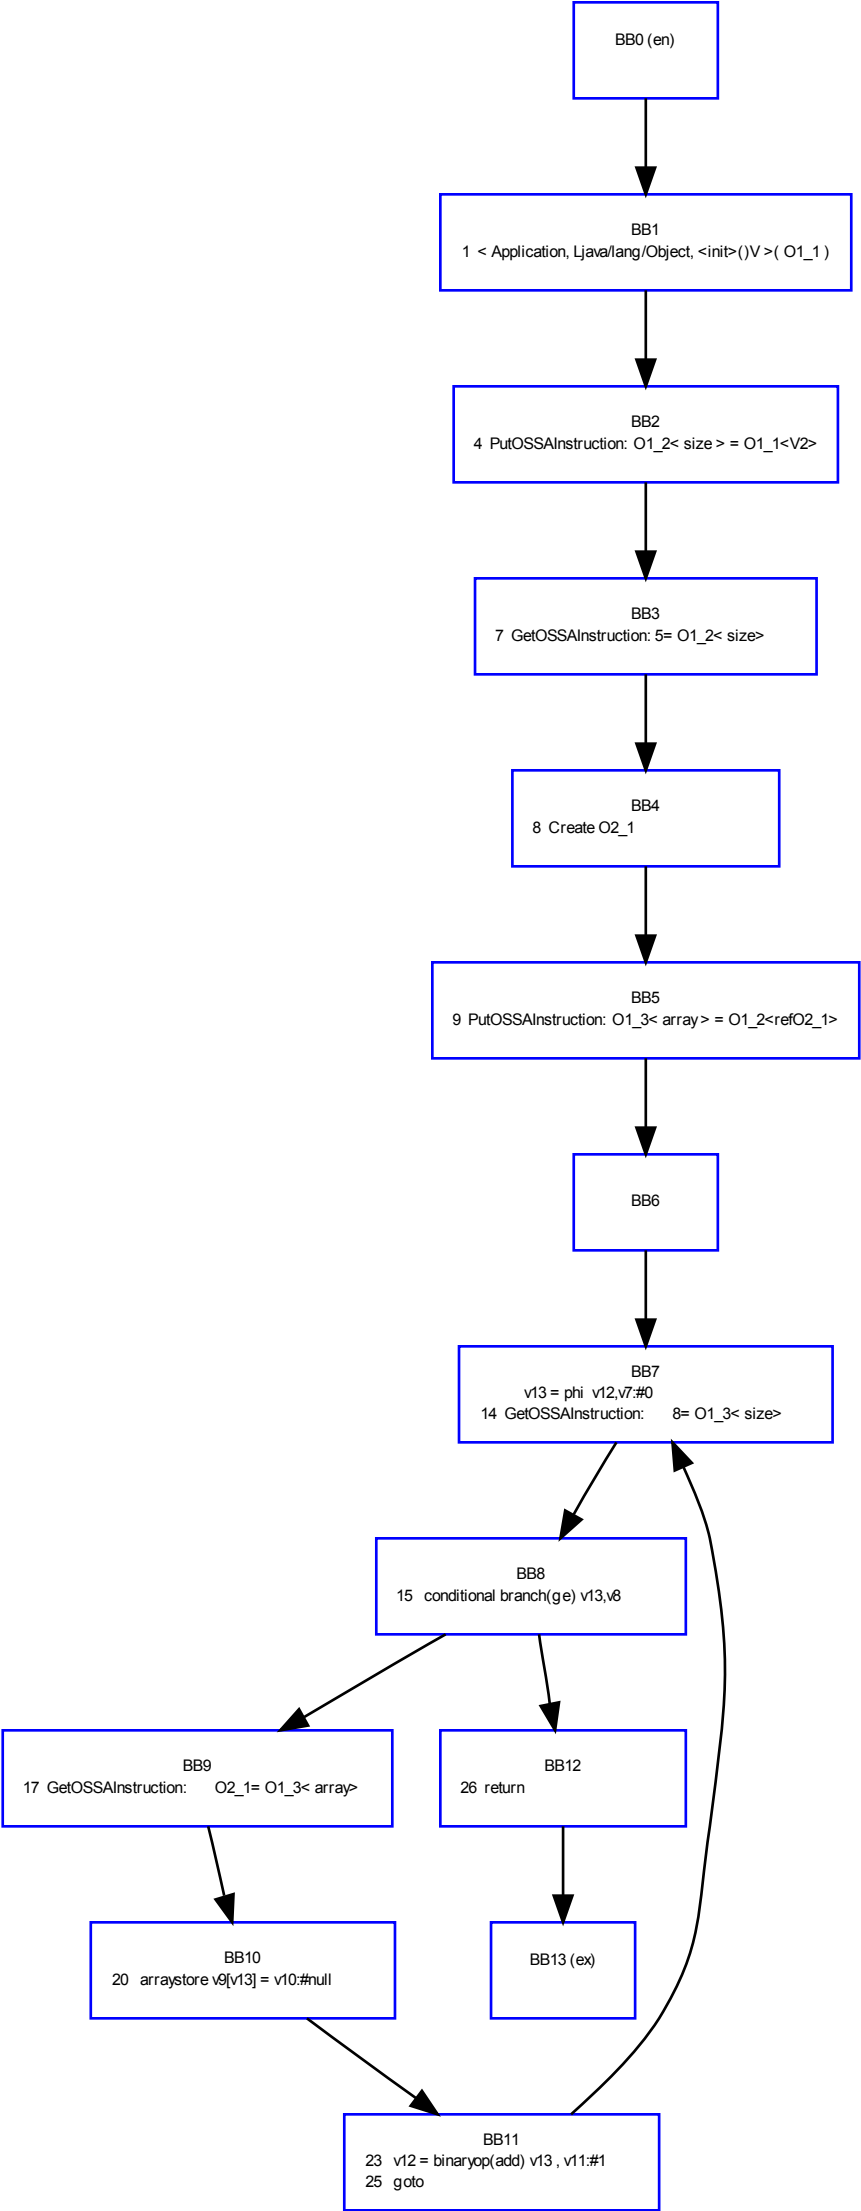 BB0 (en)
BB1
1 < Application, Ljava/lang/Object, <init>()V >( O1_1 )
BB2
4 PutOSSAInstruction: O1_2< size > = O1_1<V2>
BB3
7 GetOSSAInstruction: 5= O1_2< size>
BB4
8 Create O2_1
BB5
9 PutOSSAInstruction: O1_3< array > = O1_2<refO2_1>
BB6
BB7
v13 = phi v12,v7:#0
14 GetOSSAInstruction: 8= O1_3< size>
BB8
15 conditional branch(ge) v13,v8
BB9
17 GetOSSAInstruction: O2_1= O1_3< array>
BB12
26 return
BB10
20 arraystore v9[v13] = v10:#null
BB13 (ex)
BB11
23 v12 = binaryop(add) v13 , v11:#1
25 goto